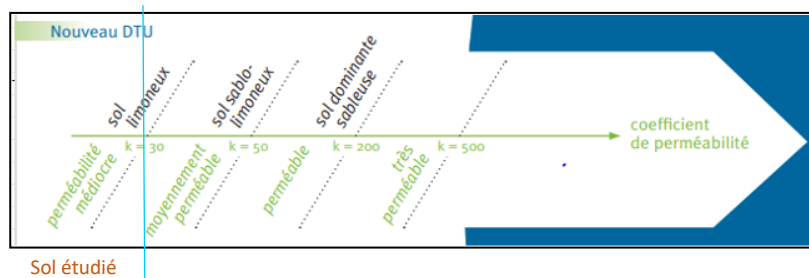 Nouveau DTU
sol
limoneux
sol sablo-
limoneux
sol dominante
sableuse
coefficient
de perméabilité
k = 30
k = 50
k = 200
k = 500
perméabilité
médiocre
moyennement
perméable
perméable
très
perméable
Sol étudié